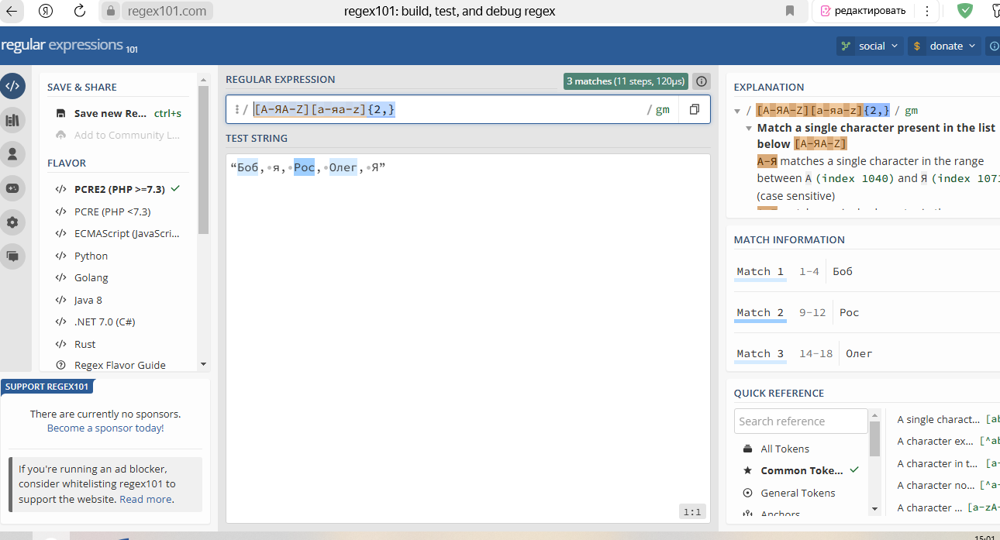 regex101.com
regex101: build, test, and debug regex
редактировать
regular expressions 101
social
donate
SAVE & SHARE
Save new Re... ctrl+s
Add to Community L...
FLAVOR
PCRE2 (PHP >=7.3)
PCRE (PHP <7.3)
ECMAScript (JavaScri...
Python
Golang
Java 8
.NET 7.0 (C#)
Rust
Regex Flavor Guide
SUPPORT REGEX101
There are currently no sponsors.
Become a sponsor today!
If you're running an ad blocker,
consider whitelisting regex101 to
support the website. Read more.
REGULAR EXPRESSION
3 matches (11 steps, 120μs)
/ [А-ЯA-Z][а-яa-z]{2,} / gm
TEST STRING
“Боб, я, Рос, Олег, Я”
1:1
EXPLANATION
/ [А-ЯA-Z][а-яa-z]{2,} / gm
Match a single character present in the list
below [А-ЯA-Z]
А-Я matches a single character in the range
between А (index 1040) and Я (index 1071
(case sensitive)
MATCH INFORMATION
Match 1 1-4 Боб
Match 2 9-12 Рос
Match 3 14-18 Олег
QUICK REFERENCE
Search reference
All Tokens
Common Toke...
General Tokens
Anchors
A single charact... [ab
A character ex... [^ab
A character in t... [a-
A character no... [^a-
A character ... [a-zA-
15:01